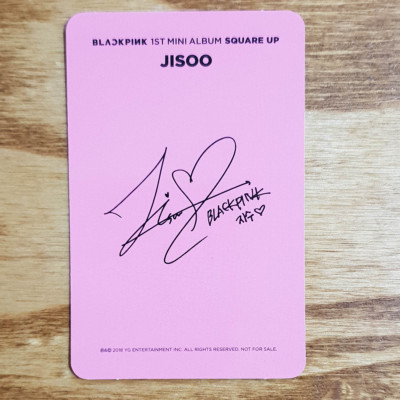 BLACKPINK 1ST MINI ALBUM SQUARE UP
JISOO
Jisoo
BLACKPINK
지수♡
℗&© 2018 YG ENTERTAINMENT INC. ALL RIGHTS RESERVED. NOT FOR SALE.